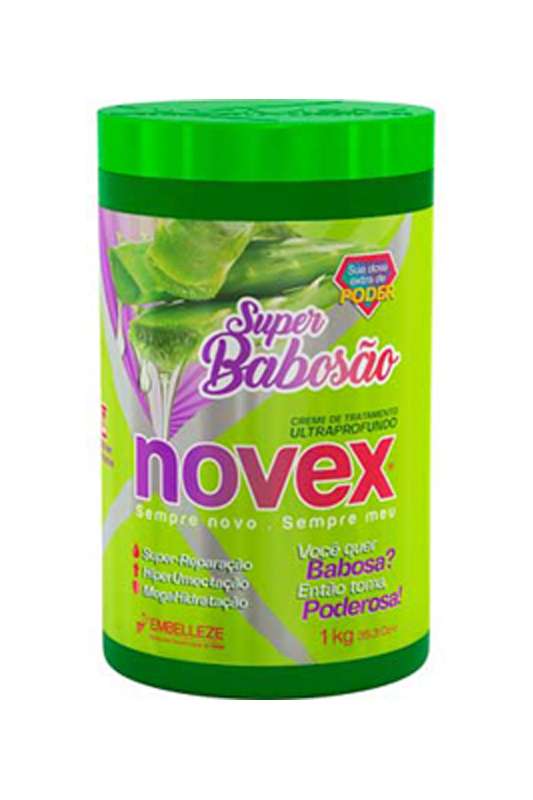 Sua dose
extra de
PODER
Super
Babosão
CREME DE TRATAMENTO
ULTRAPROFUNDO
novex
Sempre novo . Sempre meu
Super-Reparação
HiperUmectação
MegaHidratação
Você quer
Babosa?
Então toma,
Poderosa!
EMBELLEZE
1 kg